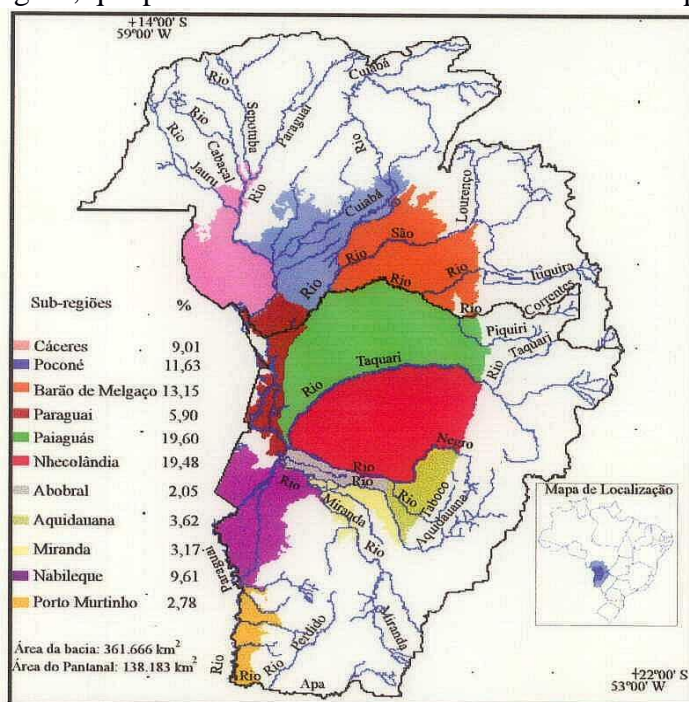 +14°00' S
59°00' W
Rio
Cuiabá
Rio
Sepotuba
Paraguai
Rio
Cabaçal
Jauru
Rio
Rio
Cuiabá
Lourenço
São
Rio
Rio
Rio
Rio
Itiquira
Correntes
Rio
Piquiri
Taquari
Rio
Taquari
Rio
Negro
Rio
Rio
Rio
Rio
Taboco
Aquidauana
Miranda
Rio
Paraguai
Perdido
Miranda
Rio
Rio
Rio
Apa
Sub-regiões %
Cáceres 9,01
Poconé 11,63
Barão de Melgaço 13,15
Paraguai 5,90
Paiaguás 19,60
Nhecolândia 19,48
Abobral 2,05
Aquidauana 3,62
Miranda 3,17
Nabileque 9,61
Porto Murtinho 2,78
Área da bacia: 361.666 km²
Área do Pantanal: 138.183 km²
Mapa de Localização
+22°00' S
53°00' W